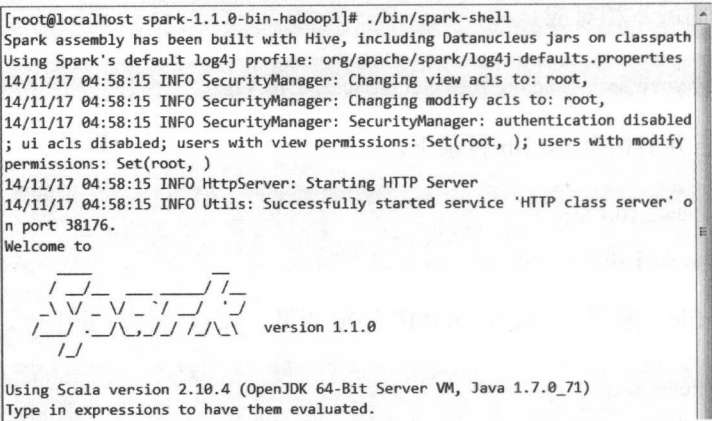 [root@localhost spark-1.1.0-bin-hadoop1]# ./bin/spark-shell
Spark assembly has been built with Hive, including Datanucleus jars on classpath
Using Spark's default log4j profile: org/apache/spark/log4j-defaults.properties
14/11/17 04:58:15 INFO SecurityManager: Changing view acls to: root,
14/11/17 04:58:15 INFO SecurityManager: Changing modify acls to: root,
14/11/17 04:58:15 INFO SecurityManager: SecurityManager: authentication disabled
; ui acls disabled; users with view permissions: Set(root, ); users with modify
permissions: Set(root, )
14/11/17 04:58:15 INFO HttpServer: Starting HTTP Server
14/11/17 04:58:15 INFO Utils: Successfully started service 'HTTP class server' o
n port 38176.
Welcome to
      ____              __
     / __/__  ___ _____/ /__
    _\ \/ _ \/ _ `/ __/  '_/
   /___/ .__/\_,_/_/ /_/\_\   version 1.1.0
      /_/
Using Scala version 2.10.4 (OpenJDK 64-Bit Server VM, Java 1.7.0_71)
Type in expressions to have them evaluated.